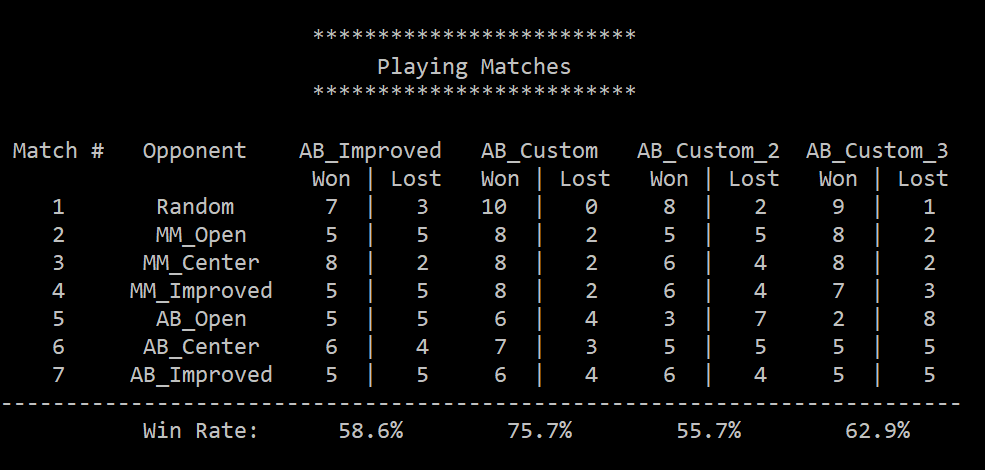 *************************
Playing Matches
*************************
Match # Opponent AB_Improved AB_Custom AB_Custom_2 AB_Custom_3
Won | Lost Won | Lost Won | Lost Won | Lost
1 Random 7 | 3 10 | 0 8 | 2 9 | 1
2 MM_Open 5 | 5 8 | 2 5 | 5 8 | 2
3 MM_Center 8 | 2 8 | 2 6 | 4 8 | 2
4 MM_Improved 5 | 5 8 | 2 6 | 4 7 | 3
5 AB_Open 5 | 5 6 | 4 3 | 7 2 | 8
6 AB_Center 6 | 4 7 | 3 5 | 5 5 | 5
7 AB_Improved 5 | 5 6 | 4 6 | 4 5 | 5
--------------------------------------------------------------------------
Win Rate: 58.6% 75.7% 55.7% 62.9%